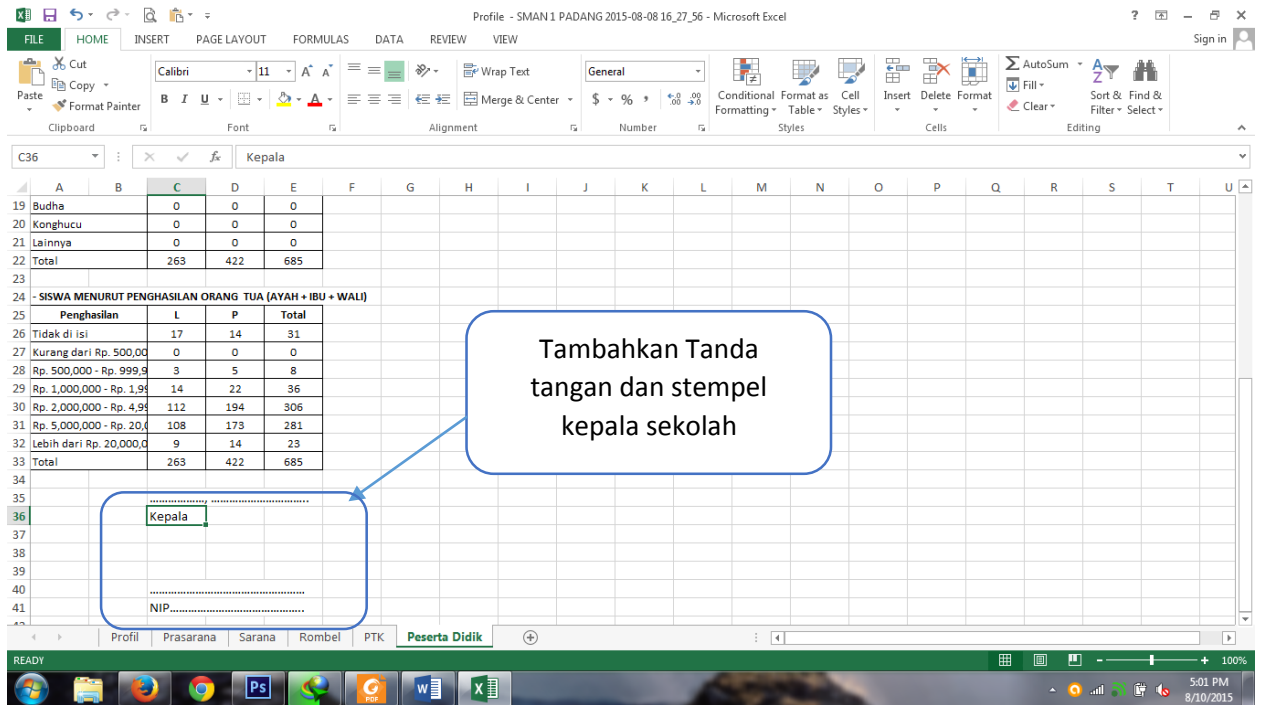 Profile - SMAN 1 PADANG 2015-08-08 16_27_56 - Microsoft Excel
FILE HOME INSERT PAGE LAYOUT FORMULAS DATA REVIEW VIEW Sign in
Paste Cut Copy Format Painter
Calibri 11
B I U
Wrap Text
Merge & Center
General
$ % ,
Conditional Formatting Format as Table Cell Styles
Insert Delete Format
AutoSum Fill Clear
Sort & Filter Find & Select
Clipboard Font Alignment Number Styles Cells Editing
C36 fx Kepala
A B C D E F G H I J K L M N O P Q R S T U
19 Budha 0 0 0
20 Konghucu 0 0 0
21 Lainnya 0 0 0
22 Total 263 422 685
23
24 - SISWA MENURUT PENGHASILAN ORANG TUA (AYAH + IBU + WALI)
25 Penghasilan L P Total
26 Tidak di isi 17 14 31
27 Kurang dari Rp. 500,00 0 0 0
28 Rp. 500,000 - Rp. 999,9 3 5 8
29 Rp. 1,000,000 - Rp. 1,99 14 22 36
30 Rp. 2,000,000 - Rp. 4,99 112 194 306
31 Rp. 5,000,000 - Rp. 20,0 108 173 281
32 Lebih dari Rp. 20,000,0 9 14 23
33 Total 263 422 685
34
35 ..................., ..................................
36 Kepala
37
38
39
40 ....................................................
41 NIP..............................................
Tambahkan Tanda
tangan dan stempel
kepala sekolah
Profil Prasarana Sarana Rombel PTK Peserta Didik
READY 100%
Ps
PDF
5:01 PM
8/10/2015